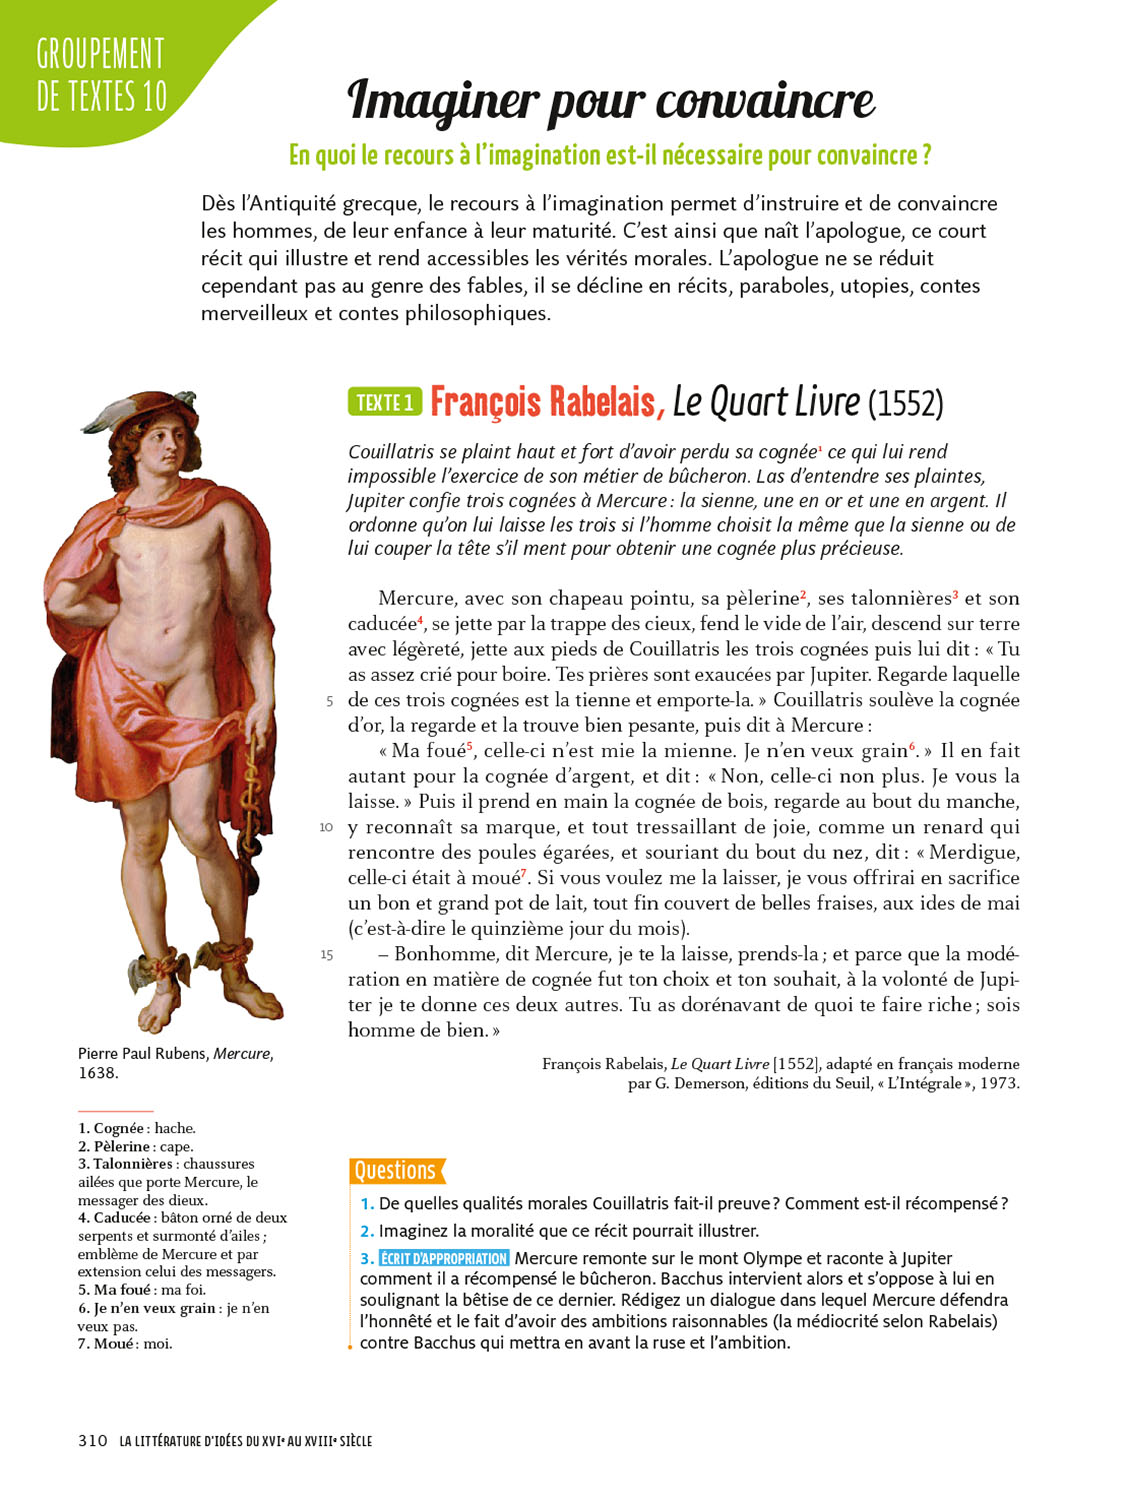 GROUPEMENT
DE TEXTES 10
Imaginer pour convaincre
En quoi le recours à l’imagination est-il nécessaire pour convaincre ?
Dès l’Antiquité grecque, le recours à l’imagination permet d’instruire et de convaincre
les hommes, de leur enfance à leur maturité. C’est ainsi que naît l’apologue, ce court
récit qui illustre et rend accessibles les vérités morales. L’apologue ne se réduit
cependant pas au genre des fables, il se décline en récits, paraboles, utopies, contes
merveilleux et contes philosophiques.
TEXTE 1 François Rabelais, Le Quart Livre (1552)
Couillatris se plaint haut et fort d’avoir perdu sa cognée1 ce qui lui rend
impossible l’exercice de son métier de bûcheron. Las d’entendre ses plaintes,
Jupiter confie trois cognées à Mercure : la sienne, une en or et une en argent. Il
ordonne qu’on lui laisse les trois si l’homme choisit la même que la sienne ou de
lui couper la tête s’il ment pour obtenir une cognée plus précieuse.
Mercure, avec son chapeau pointu, sa pèlerine2, ses talonnières3 et son
caducée4, se jette par la trappe des cieux, fend le vide de l’air, descend sur terre
avec légèreté, jette aux pieds de Couillatris les trois cognées puis lui dit : « Tu
as assez crié pour boire. Tes prières sont exaucées par Jupiter. Regarde laquelle
5 de ces trois cognées est la tienne et emporte-la. » Couillatris soulève la cognée
d’or, la regarde et la trouve bien pesante, puis dit à Mercure :
« Ma foué5, celle-ci n’est mie la mienne. Je n’en veux grain6. » Il en fait
autant pour la cognée d’argent, et dit : « Non, celle-ci non plus. Je vous la
laisse. » Puis il prend en main la cognée de bois, regarde au bout du manche,
10 y reconnaît sa marque, et tout tressaillant de joie, comme un renard qui
rencontre des poules égarées, et souriant du bout du nez, dit : « Merdigue,
celle-ci était à moué7. Si vous voulez me la laisser, je vous offrirai en sacrifice
un bon et grand pot de lait, tout fin couvert de belles fraises, aux ides de mai
(c’est-à-dire le quinzième jour du mois).
15 – Bonhomme, dit Mercure, je te la laisse, prends-la ; et parce que la modé-
ration en matière de cognée fut ton choix et ton souhait, à la volonté de Jupi-
ter je te donne ces deux autres. Tu as dorénavant de quoi te faire riche ; sois
homme de bien. »
François Rabelais, Le Quart Livre [1552], adapté en français moderne
par G. Demerson, éditions du Seuil, « L’Intégrale », 1973.
Pierre Paul Rubens, Mercure,
1638.
1. Cognée : hache.
2. Pèlerine : cape.
3. Talonnières : chaussures
ailées que porte Mercure, le
messager des dieux.
4. Caducée : bâton orné de deux
serpents et surmonté d’ailes ;
emblème de Mercure et par
extension celui des messagers.
5. Ma foué : ma foi.
6. Je n’en veux grain : je n’en
veux pas.
7. Moué : moi.
Questions
1. De quelles qualités morales Couillatris fait-il preuve ? Comment est-il récompensé ?
2. Imaginez la moralité que ce récit pourrait illustrer.
3. ÉCRIT D’APPROPRIATION Mercure remonte sur le mont Olympe et raconte à Jupiter
comment il a récompensé le bûcheron. Bacchus intervient alors et s’oppose à lui en
soulignant la bêtise de ce dernier. Rédigez un dialogue dans lequel Mercure défendra
l’honnêté et le fait d’avoir des ambitions raisonnables (la médiocrité selon Rabelais)
contre Bacchus qui mettra en avant la ruse et l’ambition.
310 LA LITTÉRATURE D’IDÉES DU XVIe AU XVIIIe SIÈCLE